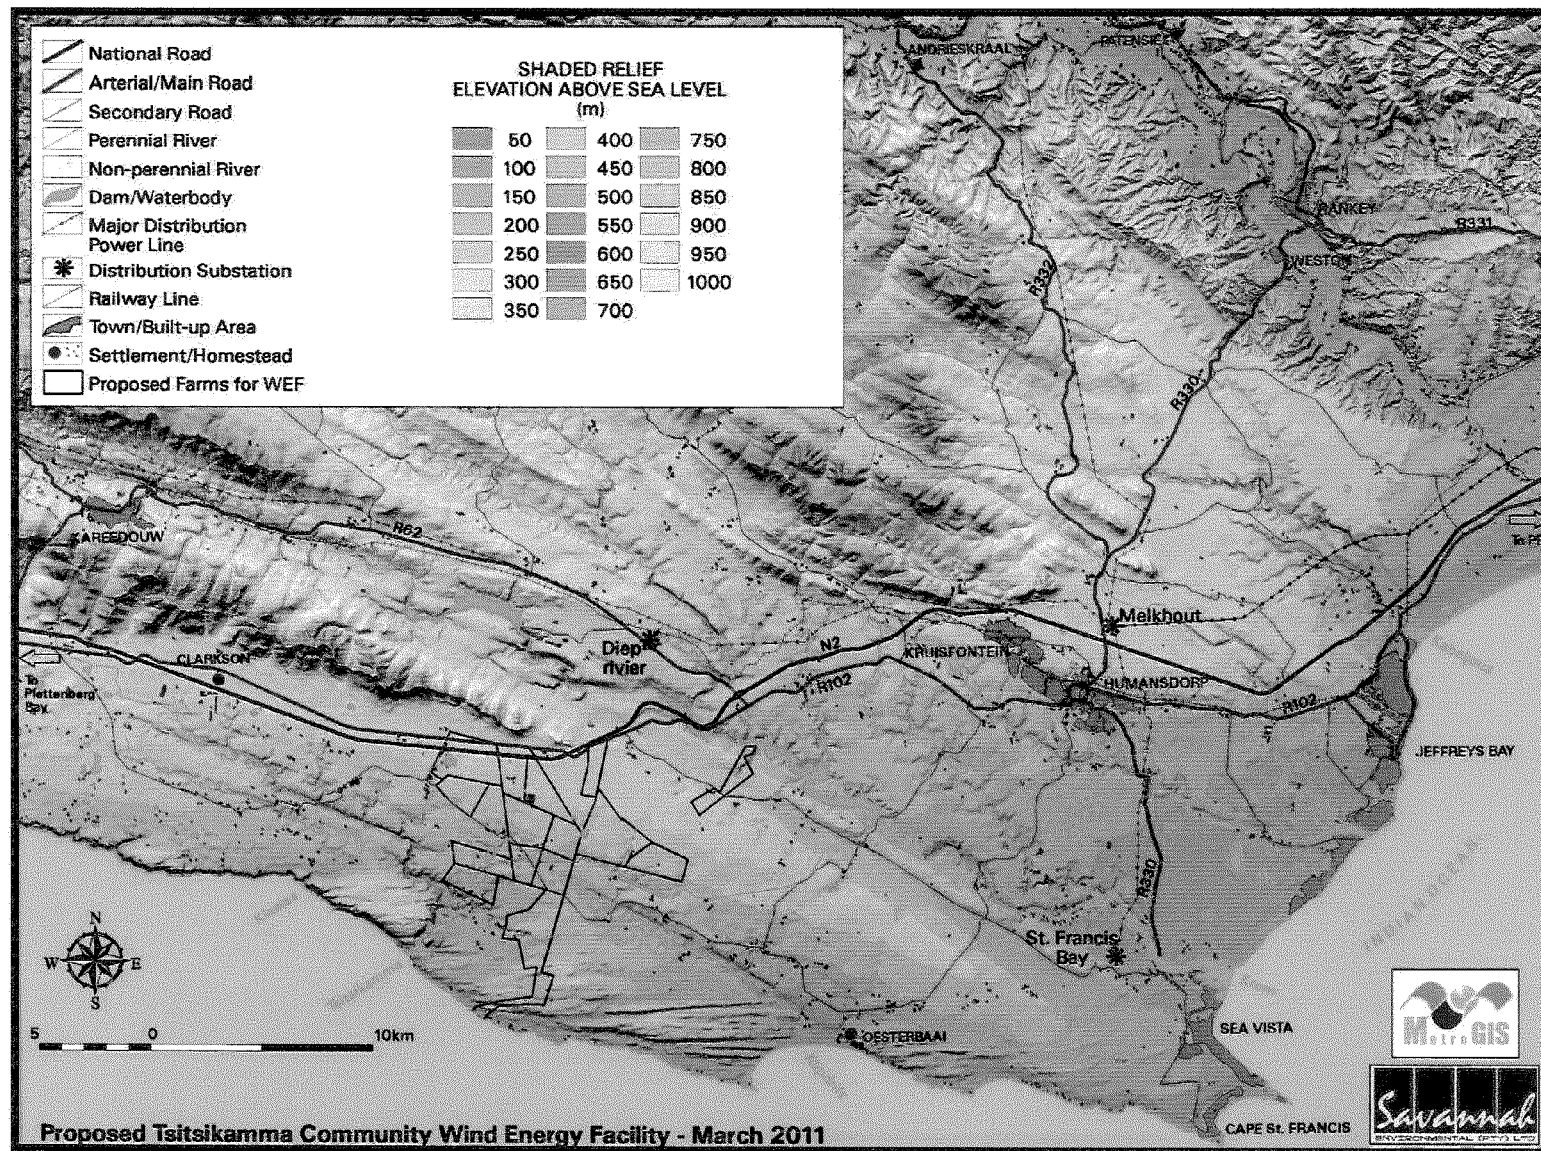 National Road
Arterial/Main Road
Secondary Road
Perennial River
Non-perennial River
Dam/Waterbody
Major Distribution
Power Line
Distribution Substation
Railway Line
Town/Built-up Area
Settlement/Homestead
Proposed Farms for WEF
SHADED RELIEF
ELEVATION ABOVE SEA LEVEL
(m)
50 400 750
100 450 800
150 500 850
200 550 900
250 600 950
300 650 1000
350 700
ANDRIESKRAAL
PATENSIE
HANKEY
R331
WESTON
R332
R330
KAREEDOUW
R62
Melkhout
Diep
rivier
N2
KRUISFONTEIN
R102
HUMANSDORP
R102
CLARKSON
To
Plettenberg
Bay
JEFFREYS BAY
R330
St. Francis
Bay
INDIAN OCEAN
N
W E
S
5 0 10km
OESTERBAAI
SEA VISTA
CAPE St. FRANCIS
MetroGIS
Savannah
ENVIRONMENTAL (PTY) LTD
Proposed Tsitsikamma Community Wind Energy Facility - March 2011